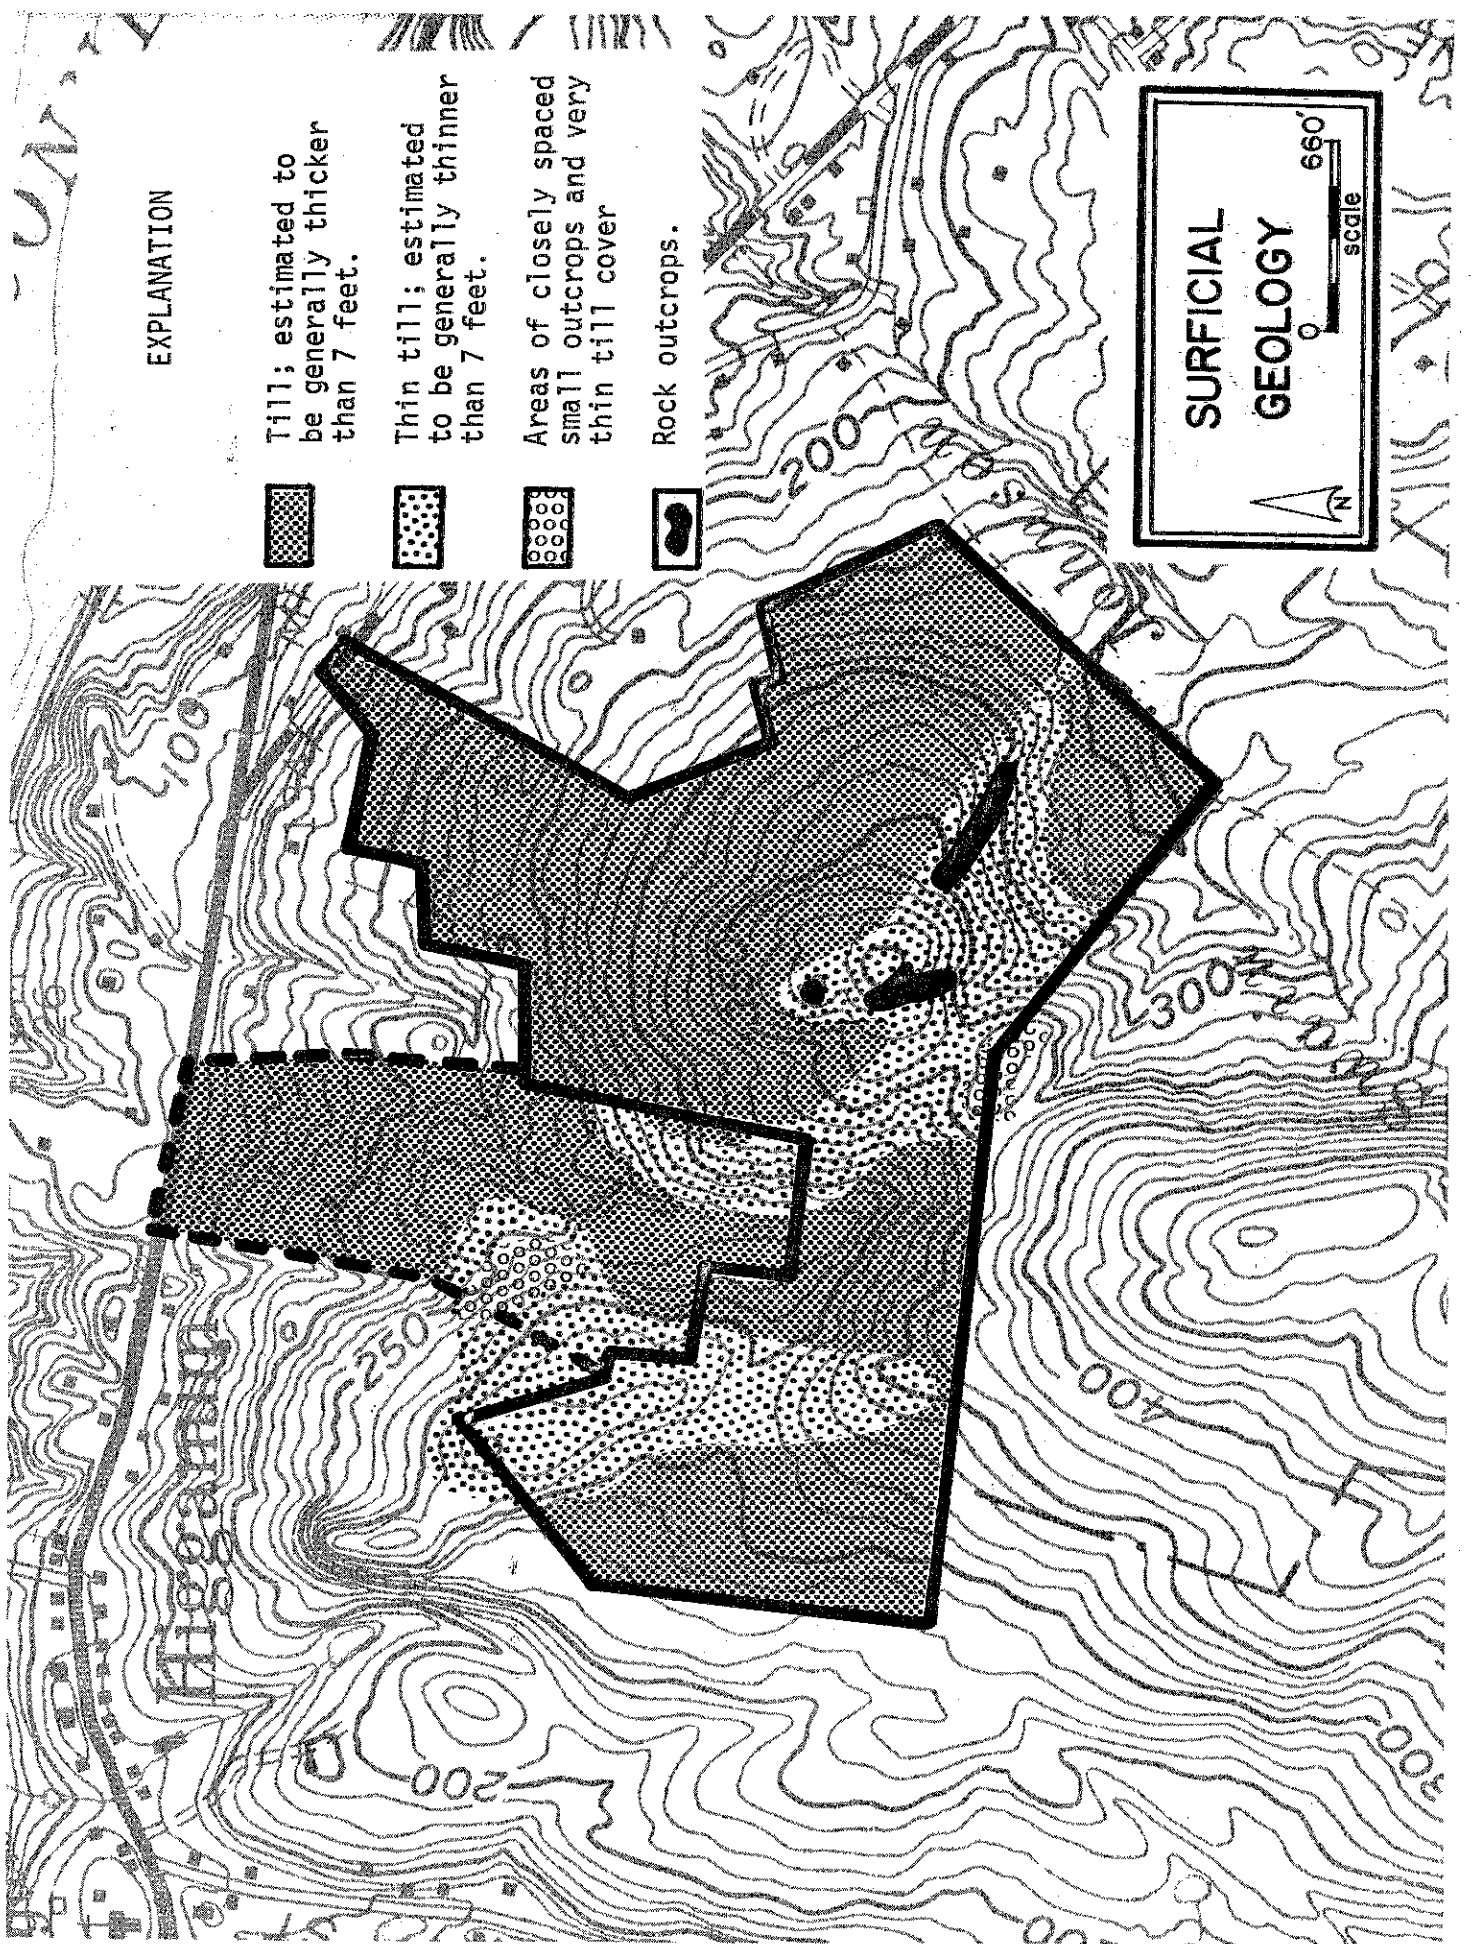 EXPLANATION
Till; estimated to
be generally thicker
than 7 feet.
Thin till; estimated
to be generally thinner
than 7 feet.
Areas of closely spaced
small outcrops and very
thin till cover
Rock outcrops.
SURFICIAL
GEOLOGY
0 660'
scale
N
Higganum
100
200
250
300
400
200
300